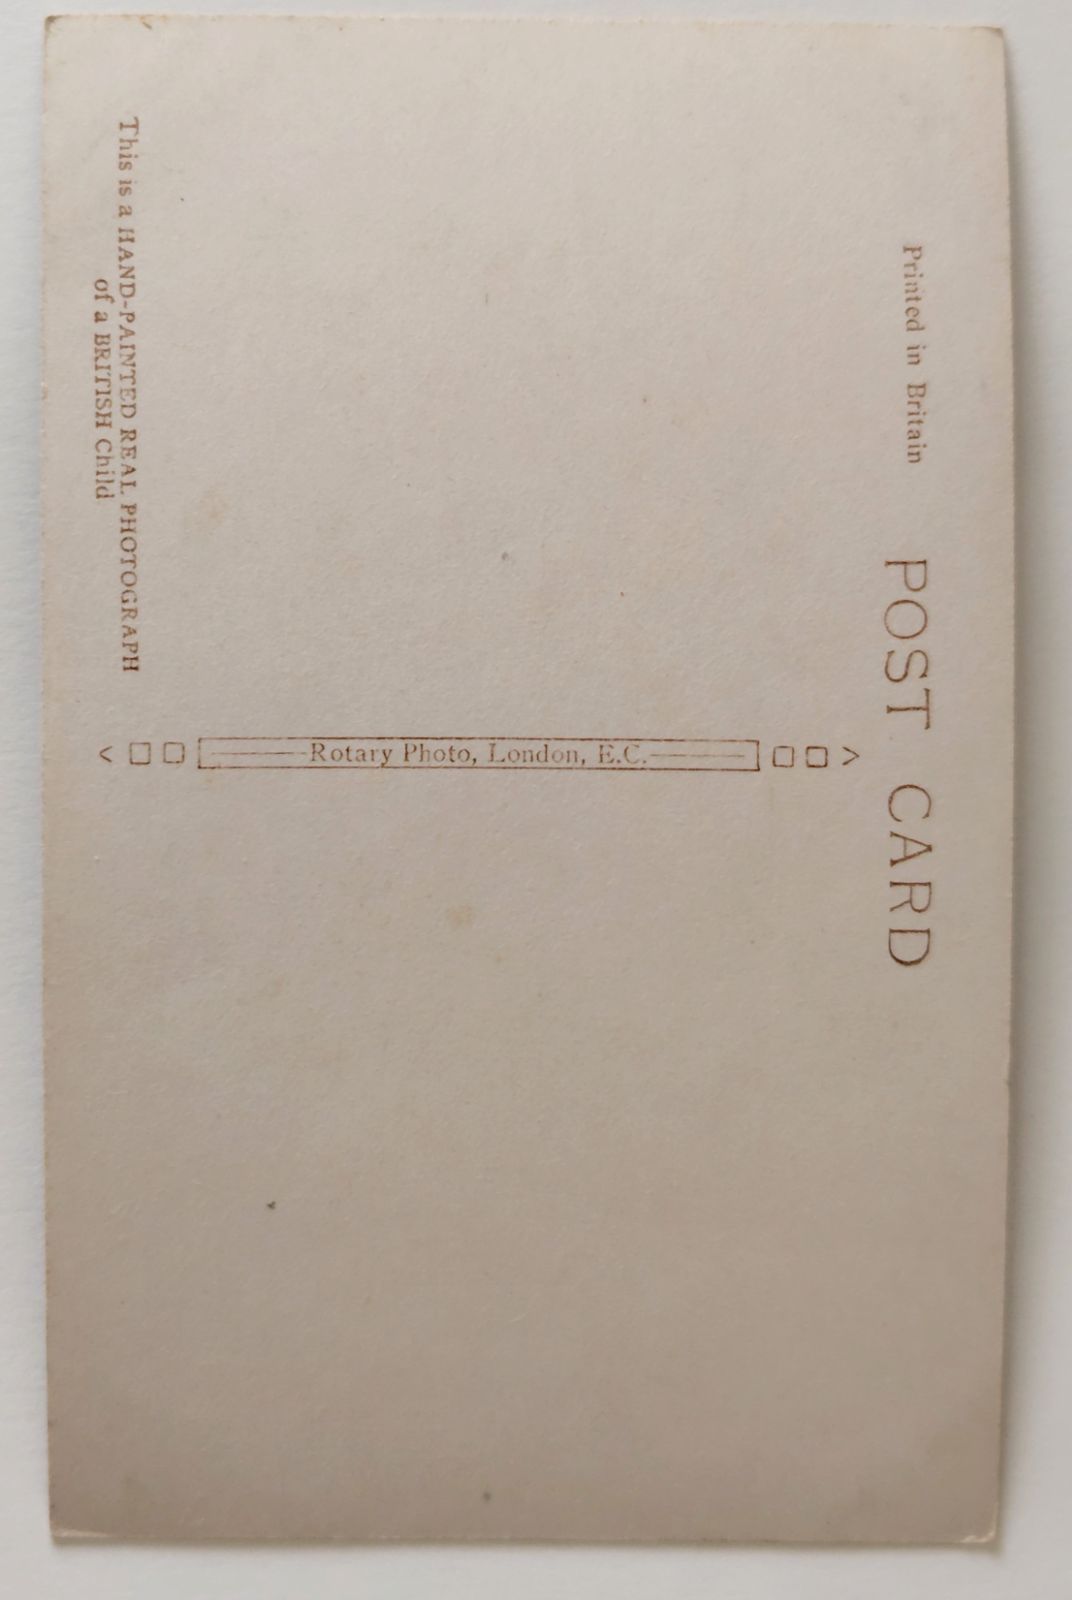 Printed in Britain
POST CARD
Rotary Photo, London, E.C.
This is a HAND-PAINTED REAL PHOTOGRAPH
of a BRITISH Child